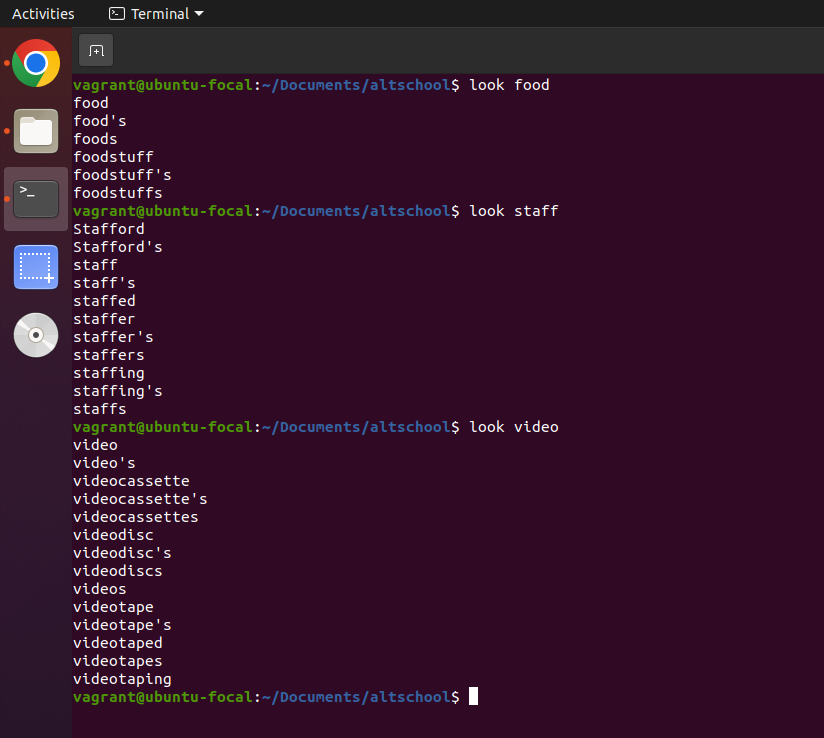 Activities Terminal
vagrant@ubuntu-focal:~/Documents/altschool$ look food
food
food's
foods
foodstuff
foodstuff's
foodstuffs
vagrant@ubuntu-focal:~/Documents/altschool$ look staff
Stafford
Stafford's
staff
staff's
staffed
staffer
staffer's
staffers
staffing
staffing's
staffs
vagrant@ubuntu-focal:~/Documents/altschool$ look video
video
video's
videocassette
videocassette's
videocassettes
videodisc
videodisc's
videodiscs
videos
videotape
videotape's
videotaped
videotapes
videotaping
vagrant@ubuntu-focal:~/Documents/altschool$